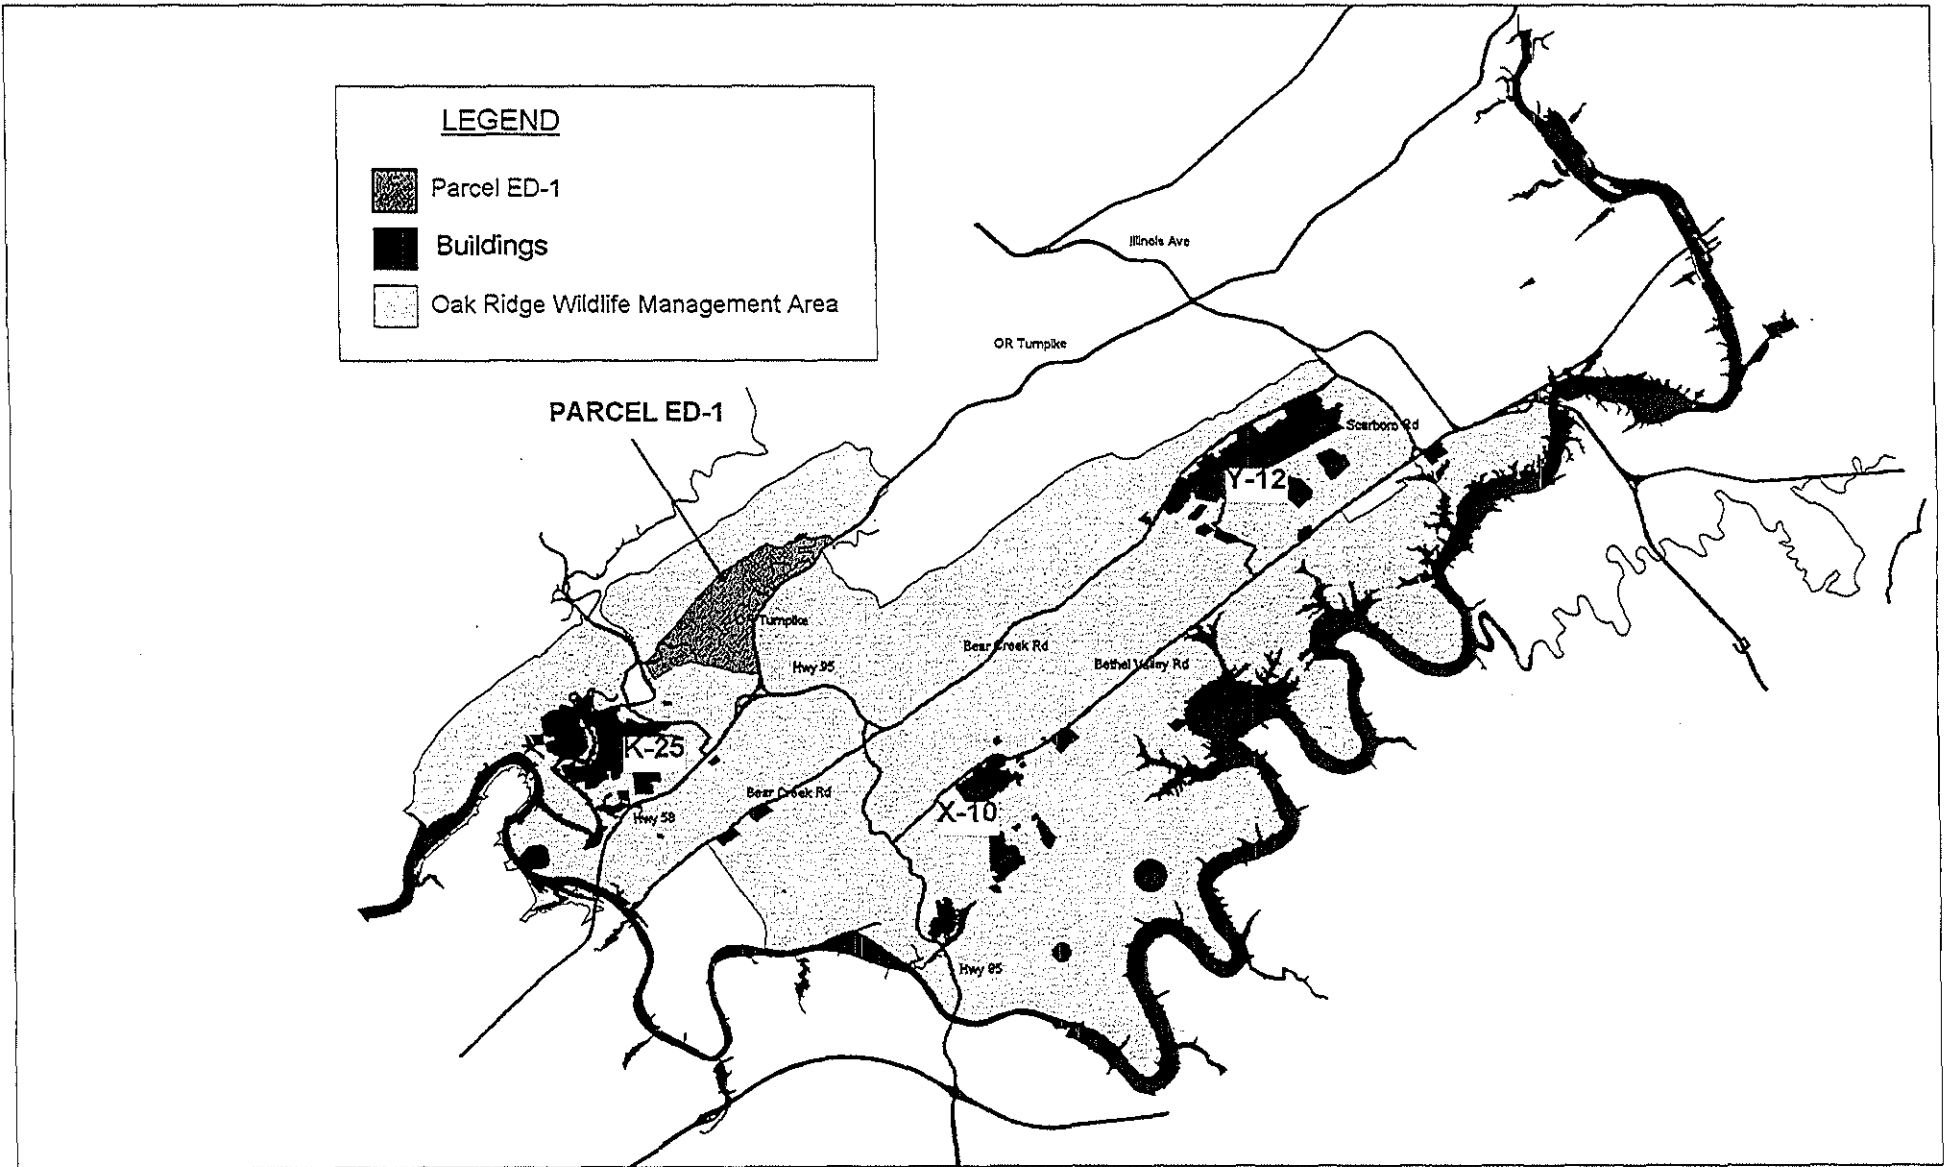 LEGEND
Parcel ED-1
Buildings
Oak Ridge Wildlife Management Area
Illinois Ave
OR Turnpike
PARCEL ED-1
Scarboro Rd
Y-12
Turnpike
Bear Creek Rd
Hwy 95
Bethel Valley Rd
K-25
Bear Creek Rd
X-10
Hwy 58
Hwy 95